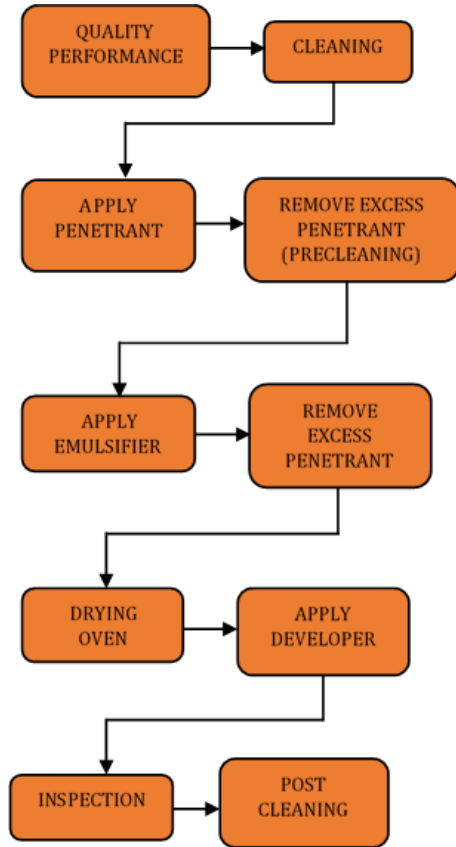 QUALITY
PERFORMANCE
CLEANING
APPLY
PENETRANT
REMOVE EXCESS
PENETRANT
(PRECLEANING)
APPLY
EMULSIFIER
REMOVE
EXCESS
PENETRANT
DRYING
OVEN
APPLY
DEVELOPER
INSPECTION
POST
CLEANING